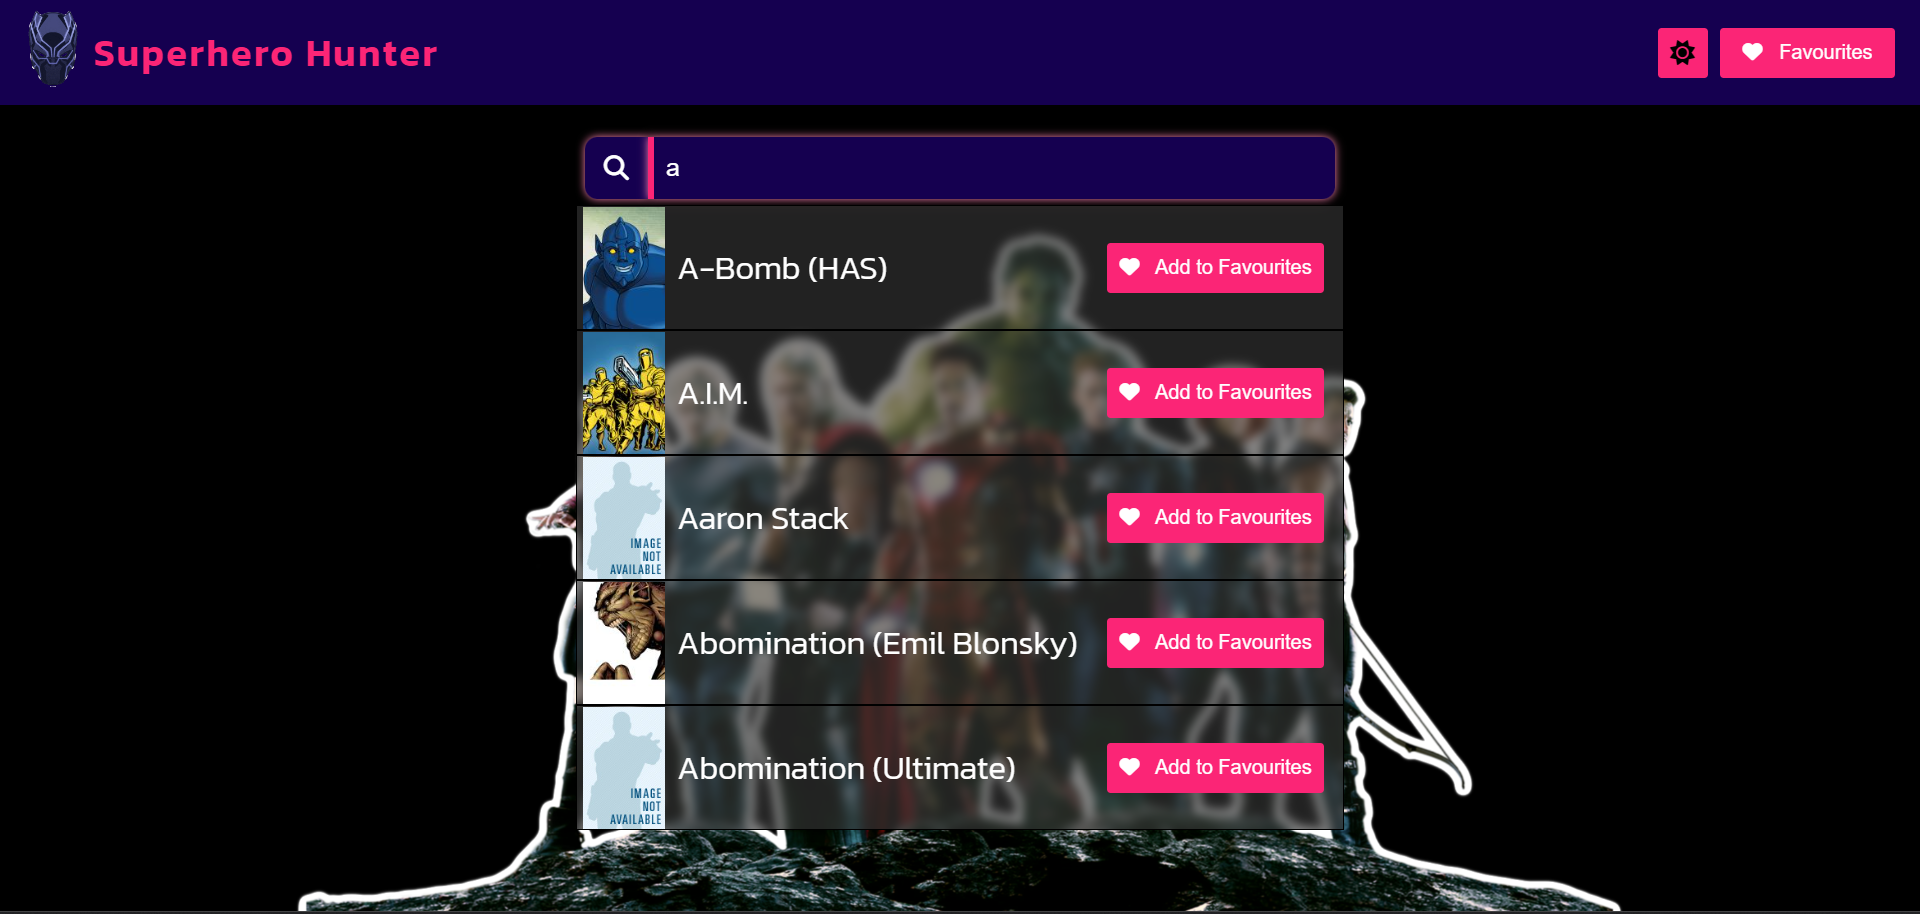 Superhero Hunter
Favourites
a
A-Bomb (HAS)
Add to Favourites
A.I.M.
Add to Favourites
IMAGE
NOT
AVAILABLE
Aaron Stack
Add to Favourites
Abomination (Emil Blonsky)
Add to Favourites
IMAGE
NOT
AVAILABLE
Abomination (Ultimate)
Add to Favourites